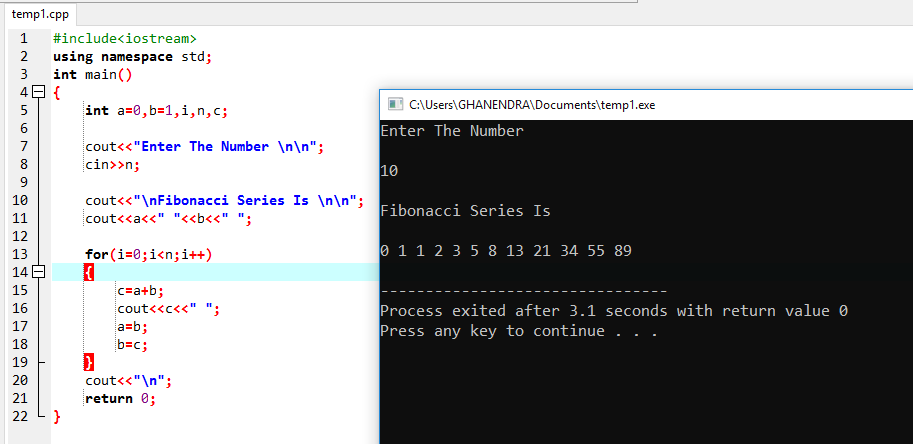 temp1.cpp
1 #include<iostream>
2 using namespace std;
3 int main()
4 {
5 int a=0,b=1,i,n,c;
6
7 cout<<"Enter The Number \n\n";
8 cin>>n;
9
10 cout<<"\nFibonacci Series Is \n\n";
11 cout<<a<<" "<<b<<" ";
12
13 for(i=0;i<n;i++)
14 {
15 c=a+b;
16 cout<<c<<" ";
17 a=b;
18 b=c;
19 }
20 cout<<"\n";
21 return 0;
22 }
C:\Users\GHANENDRA\Documents\temp1.exe
Enter The Number
10
Fibonacci Series Is
0 1 1 2 3 5 8 13 21 34 55 89
--------------------------------
Process exited after 3.1 seconds with return value 0
Press any key to continue . . .